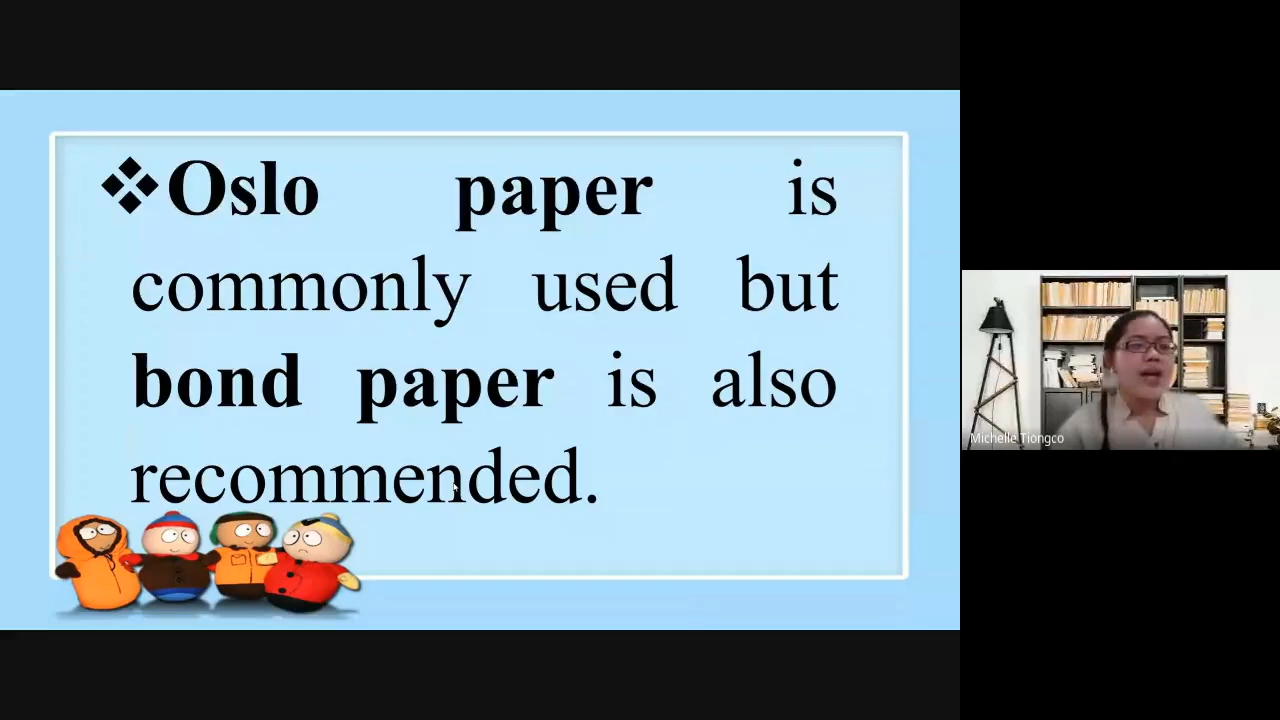 ❖Oslo paper is
commonly used but
bond paper is also
recommended.
Michelle Tiongco